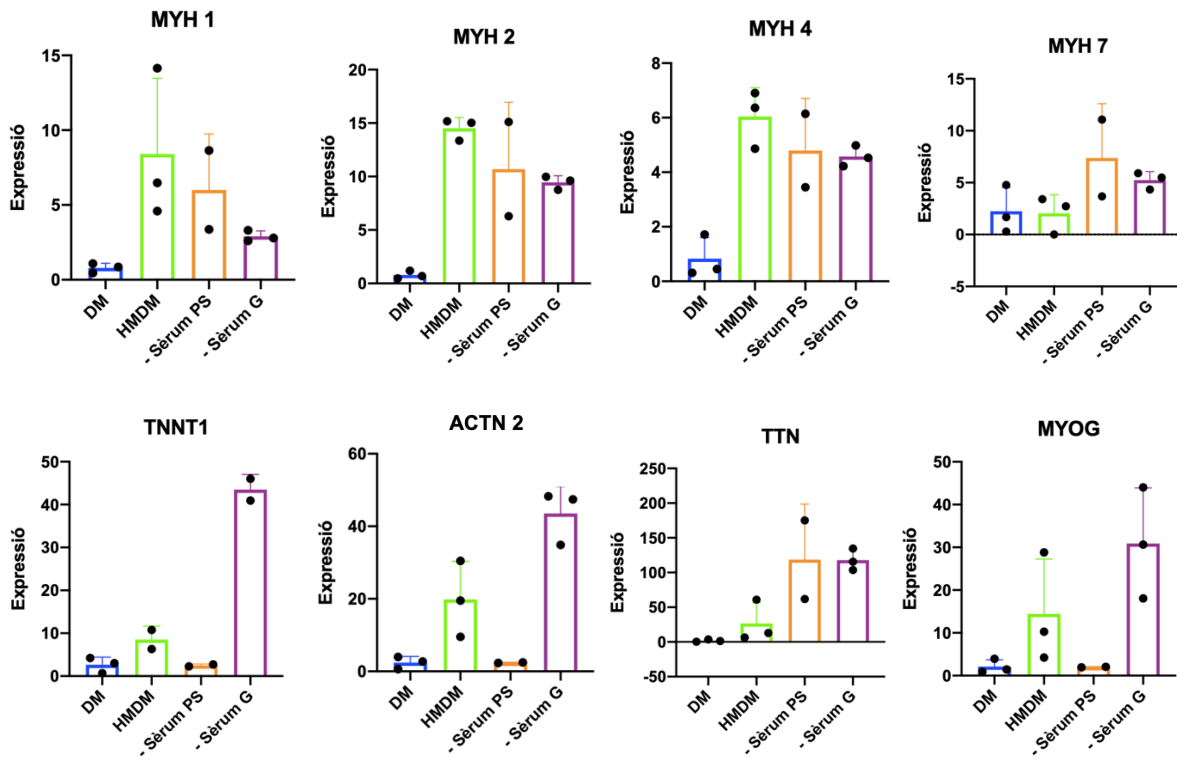 MYH 1
Expressió
15
10
5
0
DM
HMDM
- Sèrum PS
- Sèrum G
MYH 2
Expressió
20
15
10
5
0
DM
HMDM
- Sèrum PS
- Sèrum G
MYH 4
Expressió
8
6
4
2
0
DM
HMDM
- Sèrum PS
- Sèrum G
MYH 7
Expressió
15
10
5
0
-5
DM
HMDM
- Sèrum PS
- Sèrum G
TNNT1
Expressió
50
40
30
20
10
0
DM
HMDM
- Sèrum PS
- Sèrum G
ACTN 2
Expressió
60
40
20
0
DM
HMDM
- Sèrum PS
- Sèrum G
TTN
Expressió
250
200
150
100
50
0
-50
DM
HMDM
- Sèrum PS
- Sèrum G
MYOG
Expressió
50
40
30
20
10
0
DM
HMDM
- Sèrum PS
- Sèrum G